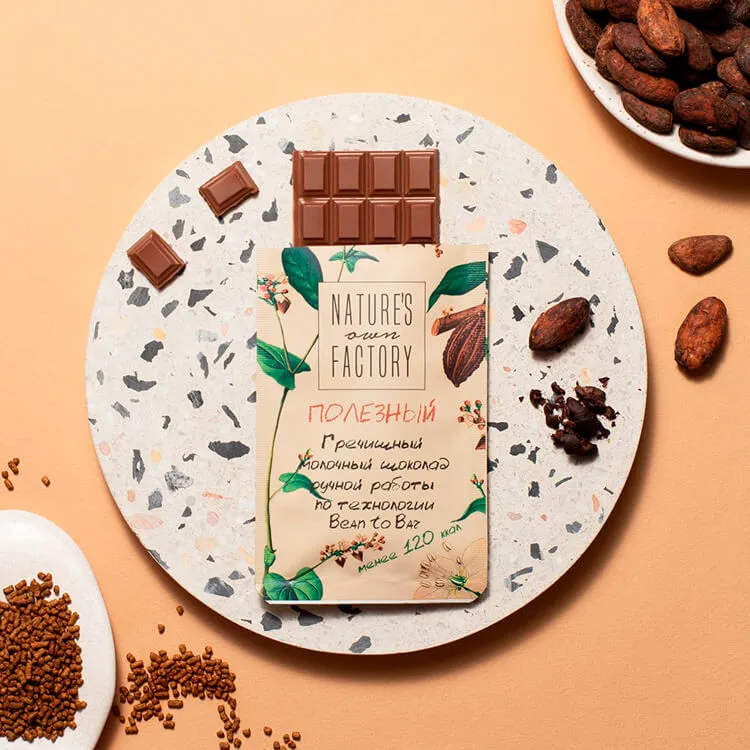 NATURE'S
own
FACTORY
ПОЛЕЗНЫЙ
Гречишный
молочный шоколад
ручной работы
по технологии
Bean to Bar
менее 120 ккал